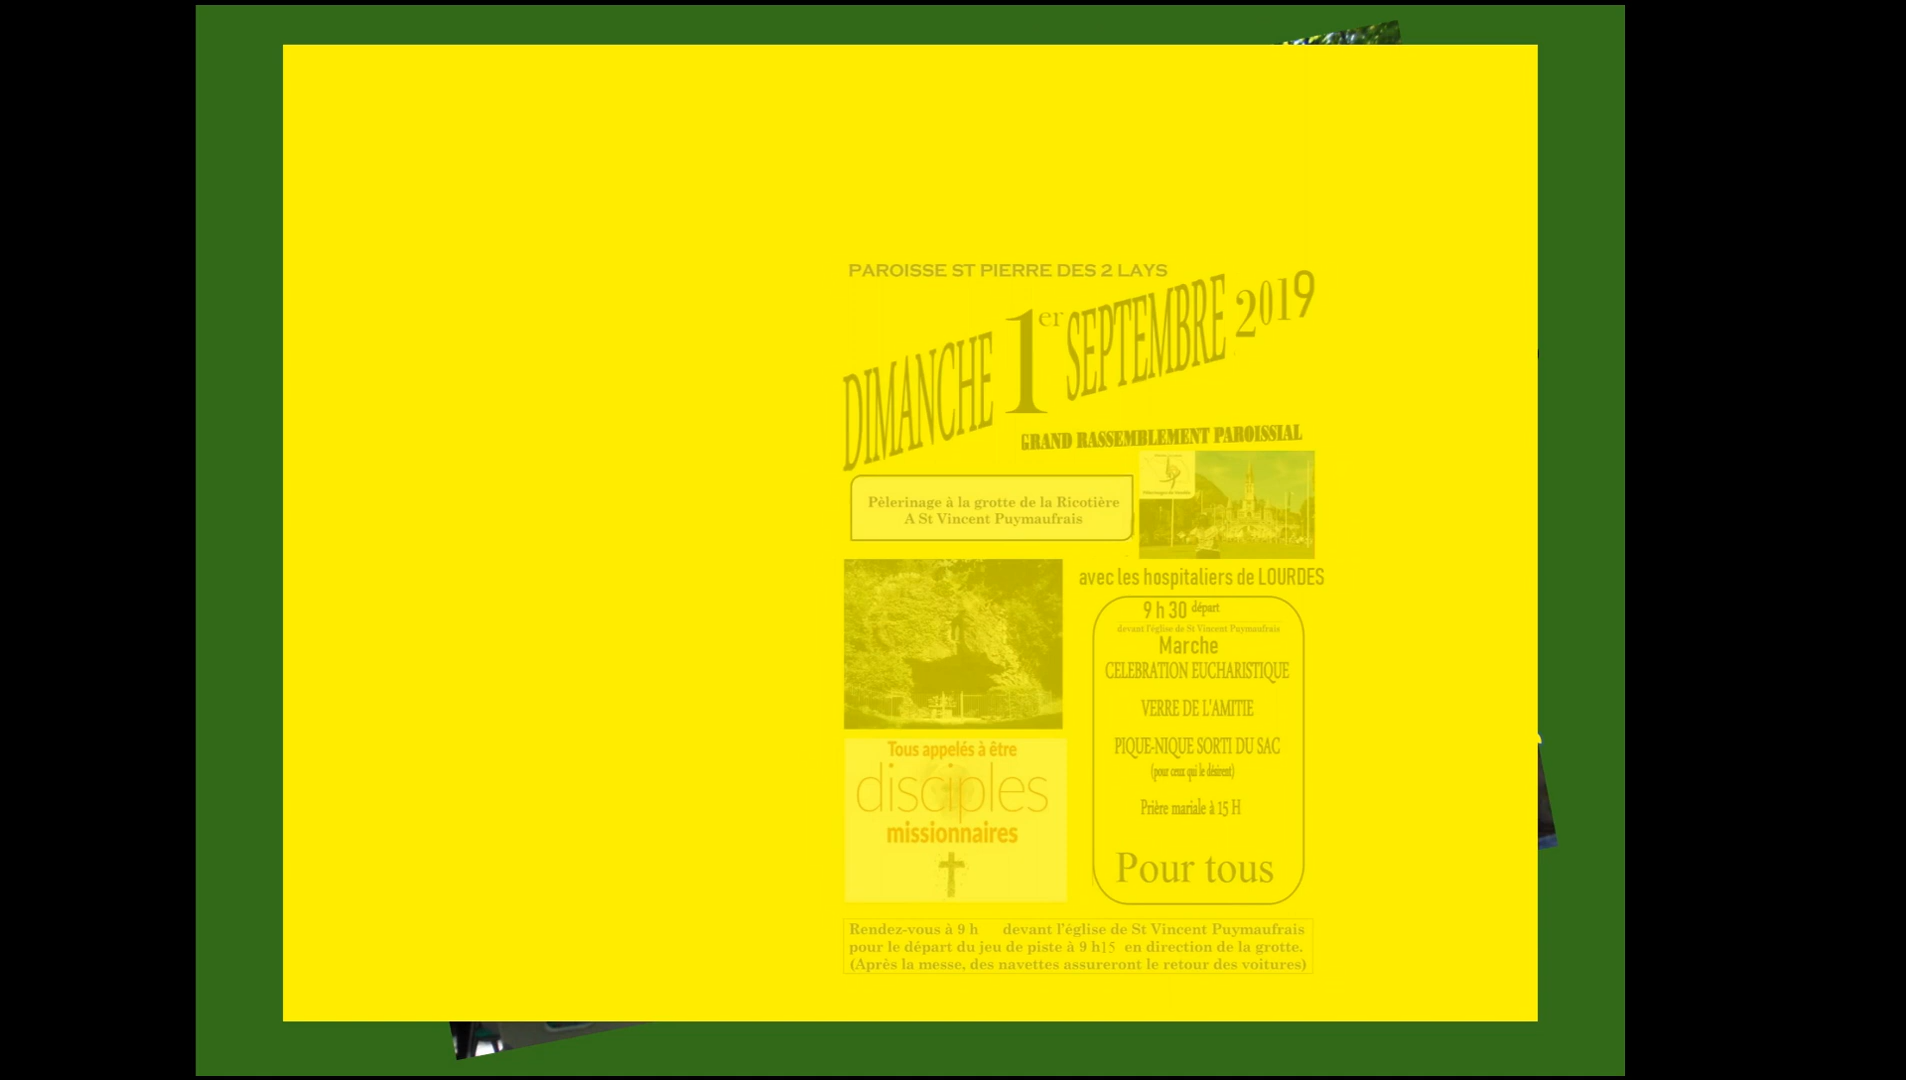 PAROISSE ST PIERRE DES 2 LAYS
DIMANCHE 1er SEPTEMBRE 2019
GRAND RASSEMBLEMENT PAROISSIAL
Pèlerinage à la grotte de la Ricotière
A St Vincent Puymaufrais
avec les hospitaliers de LOURDES
9 h 30 départ
devant l'église de St Vincent Puymaufrais
Marche
CELEBRATION EUCHARISTIQUE
VERRE DE L'AMITIE
PIQUE-NIQUE SORTI DU SAC
(pour ceux qui le désirent)
Prière mariale à 15 H
Pour tous
Tous appelés à être
disciples
missionnaires
Rendez-vous à 9 h devant l'église de St Vincent Puymaufrais
pour le départ du jeu de piste à 9 h15 en direction de la grotte.
(Après la messe, des navettes assureront le retour des voitures)